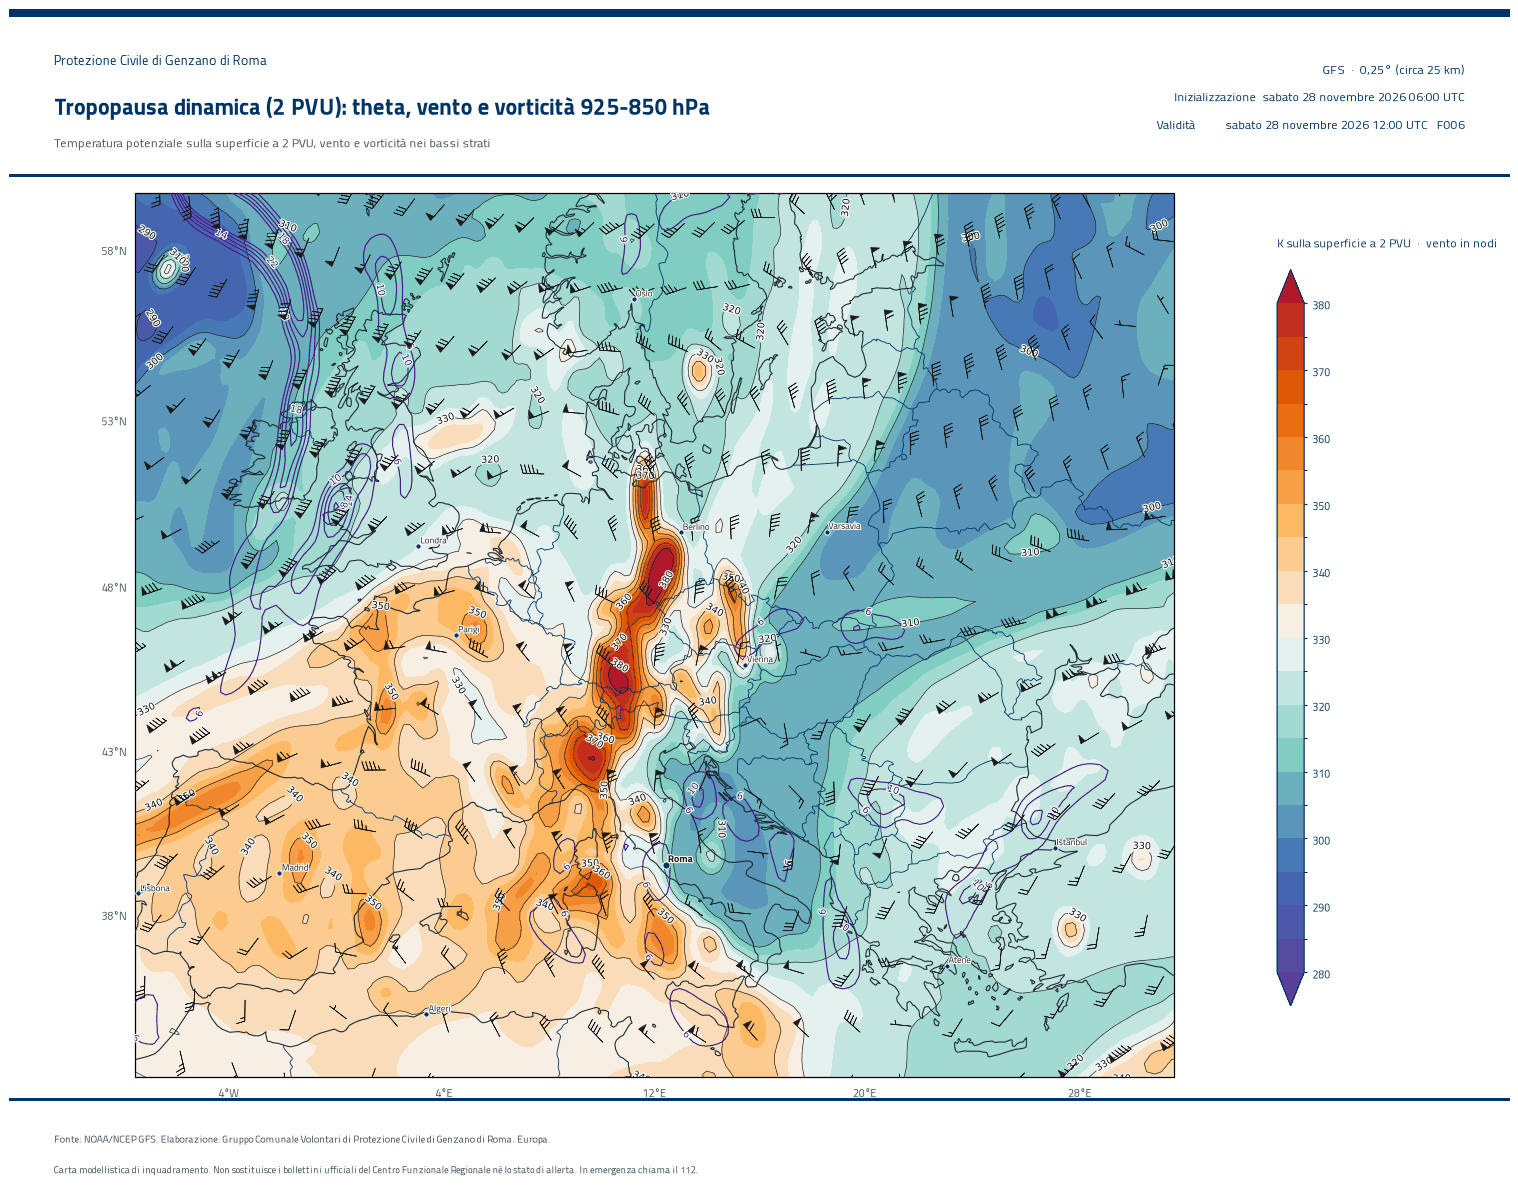 Protezione Civile di Genzano di Roma
Tropopausa dinamica (2 PVU): theta, vento e vorticità 925-850 hPa
Temperatura potenziale sulla superficie a 2 PVU, vento e vorticità nei bassi strati
GFS · 0,25° (circa 25 km)
Inizializzazione sabato 28 novembre 2026 06:00 UTC
Validità sabato 28 novembre 2026 12:00 UTC F006
K sulla superficie a 2 PVU · vento in nodi
380
370
360
350
340
330
320
310
300
290
280
58°N
53°N
48°N
43°N
38°N
4°W
4°E
12°E
20°E
28°E
Oslo
Berlino
Varsavia
Londra
Parigi
Vienna
Roma
Madrid
Lisbona
Istanbul
Atene
Algeri
Fonte: NOAA/NCEP GFS. Elaborazione: Gruppo Comunale Volontari di Protezione Civile di Genzano di Roma. Europa.
Carta modellistica di inquadramento. Non sostituisce i bollettini ufficiali del Centro Funzionale Regionale né lo stato di allerta. In emergenza chiama il 112.